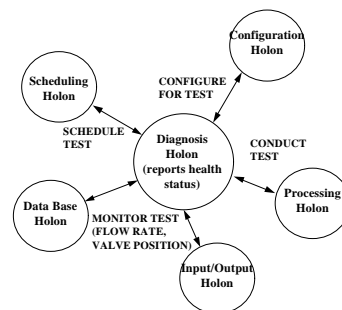 Configuration
Holon
Scheduling
Holon
CONFIGURE
FOR TEST
SCHEDULE
TEST
Diagnosis
Holon
(reports health
status)
CONDUCT
TEST
Processing
Holon
Data Base
Holon
MONITOR TEST
(FLOW RATE,
VALVE POSITION)
Input/Output
Holon